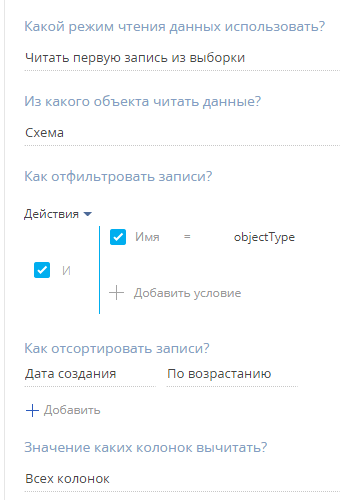 Какой режим чтения данных использовать?
Читать первую запись из выборки
Из какого объекта читать данные?
Схема
Как отфильтровать записи?
Действия
Имя = objectType
И
Добавить условие
Как отсортировать записи?
Дата создания По возрастанию
Добавить
Значение каких колонок вычитать?
Всех колонок